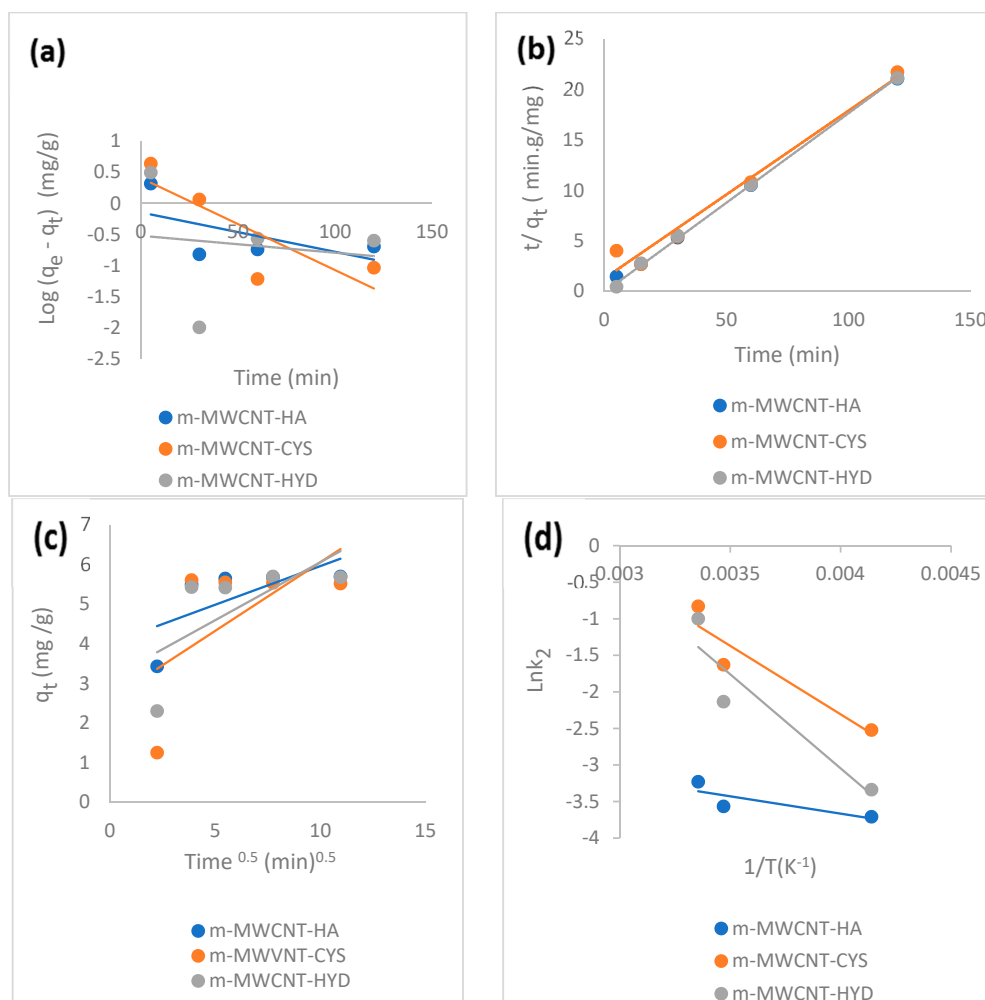 (a)
1
0.5
0
-0.5
-1
-1.5
-2
-2.5
0
50
100
150
Log (qe - qt) (mg/g)
Time (min)
m-MWCNT-HA
m-MWCNT-CYS
m-MWCNT-HYD
(b)
25
20
15
10
5
0
0
50
100
150
t/ qt ( min.g/mg)
Time (min)
m-MWCNT-HA
m-MWCNT-CYS
m-MWCNT-HYD
(c)
7
6
5
4
3
2
1
0
0
5
10
15
qt (mg /g)
Time 0.5 (min)0.5
m-MWCNT-HA
m-MWVNT-CYS
m-MWCNT-HYD
(d)
0
0.003
0.0035
0.004
0.0045
-0.5
-1
-1.5
-2
-2.5
-3
-3.5
-4
Lnk2
1/T(K-1)
m-MWCNT-HA
m-MWCNT-CYS
m-MWCNT-HYD